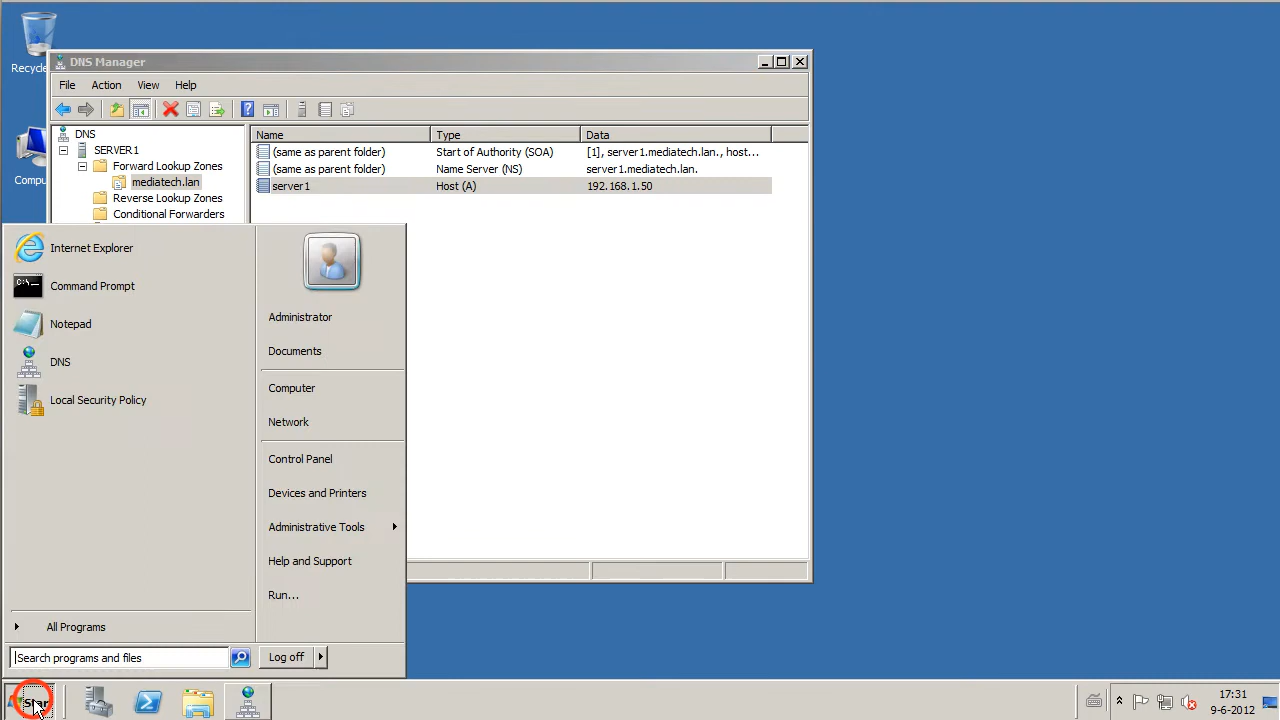 Recycle
DNS Manager
File Action View Help
DNS
SERVER1
Forward Lookup Zones
mediatech.lan
Reverse Lookup Zones
Conditional Forwarders
Name Type Data
(same as parent folder) Start of Authority (SOA) [1], server1.mediatech.lan., host...
(same as parent folder) Name Server (NS) server1.mediatech.lan.
server1 Host (A) 192.168.1.50
Compu
Internet Explorer
Command Prompt
Notepad
DNS
Local Security Policy
All Programs
Search programs and files
Administrator
Documents
Computer
Network
Control Panel
Devices and Printers
Administrative Tools
Help and Support
Run...
Log off
Start
17:31
9-6-2012